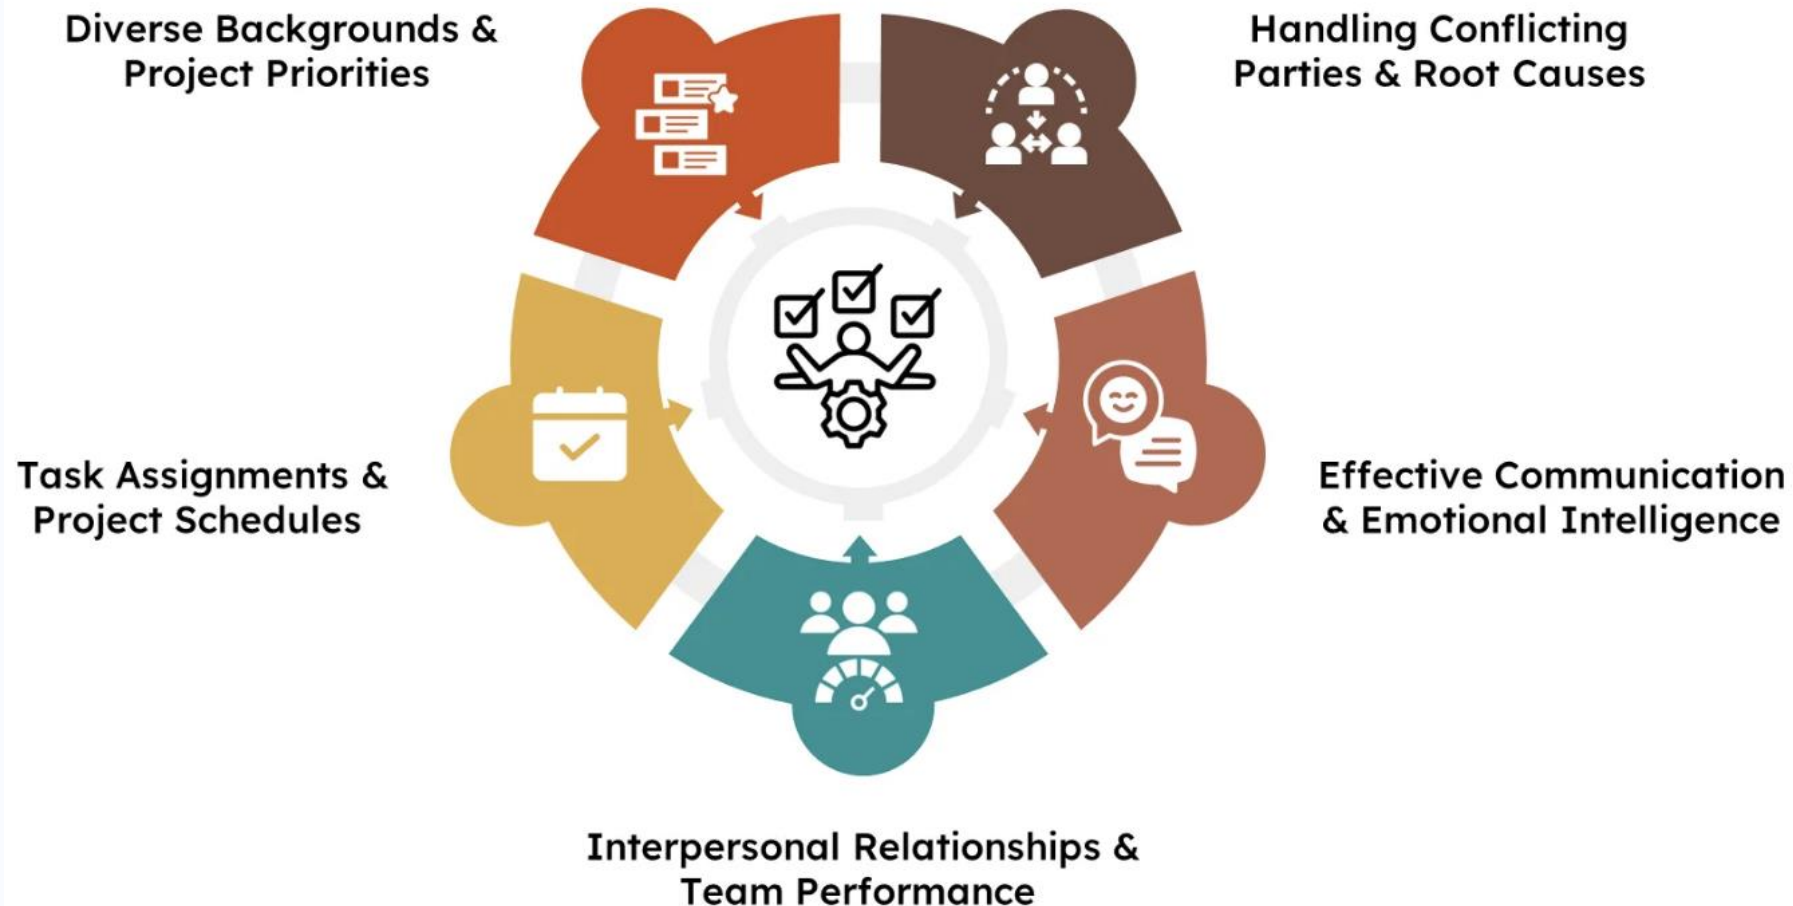 Diverse Backgrounds &
Project Priorities
Handling Conflicting
Parties & Root Causes
Task Assignments &
Project Schedules
Effective Communication
& Emotional Intelligence
Interpersonal Relationships &
Team Performance